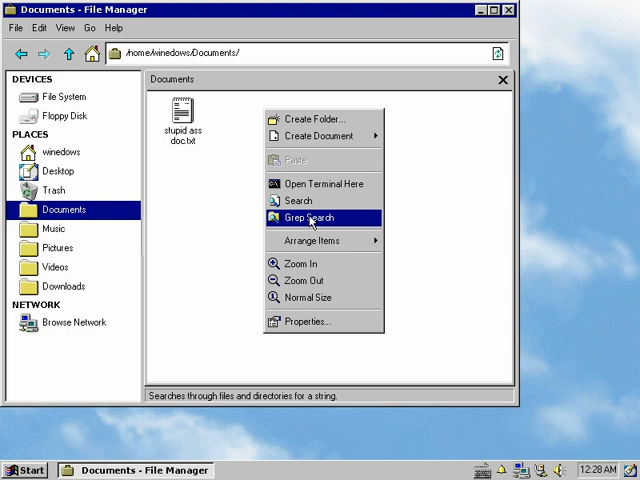 Documents - File Manager
File Edit View Go Help
/home/winedows/Documents/
DEVICES
File System
Floppy Disk
PLACES
winedows
Desktop
Trash
Documents
Music
Pictures
Videos
Downloads
NETWORK
Browse Network
Documents
stupid ass
doc.txt
Create Folder...
Create Document
Paste
Open Terminal Here
Search
Grep Search
Arrange Items
Zoom In
Zoom Out
Normal Size
Properties...
Searches through files and directories for a string.
Start
Documents - File Manager
12:28 AM